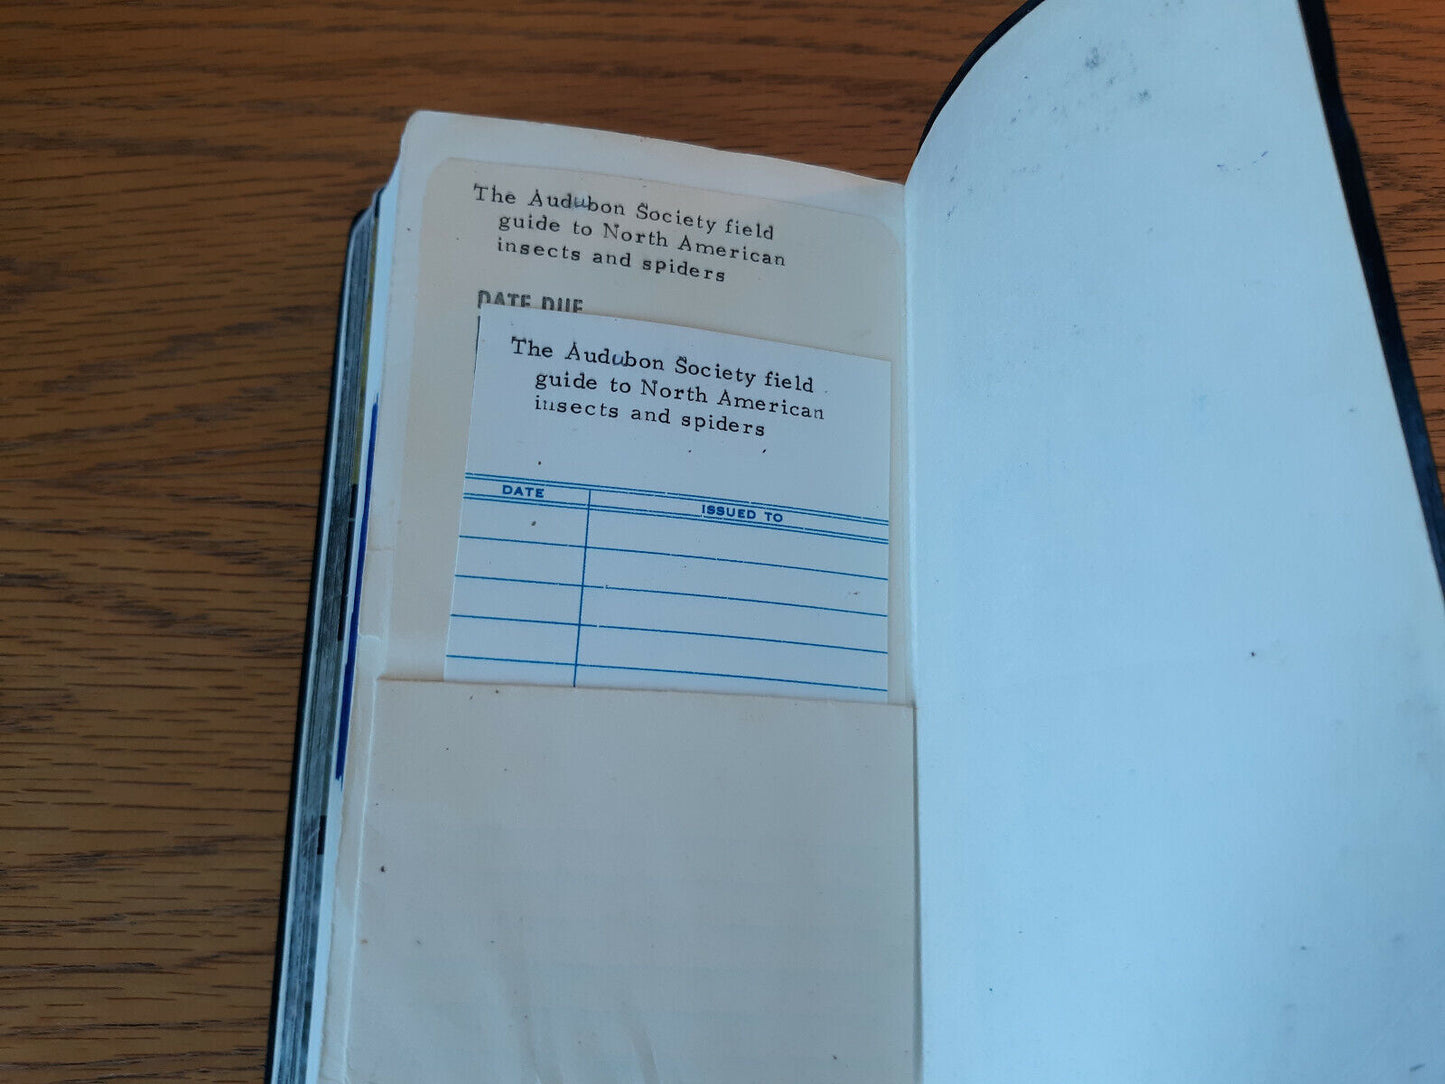 The Audubon Society field
guide to North American
insects and spiders
DATE DUE
The Audubon Society field
guide to North American
insects and spiders
DATE ISSUED TO